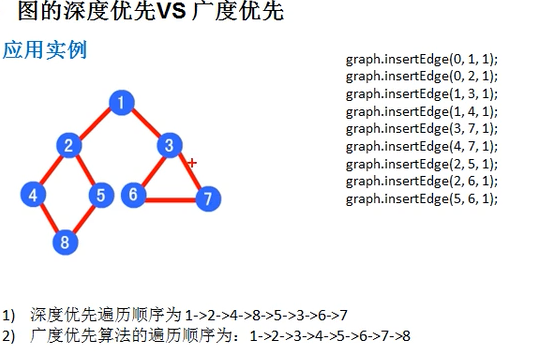 图的深度优先VS 广度优先
应用实例
graph.insertEdge(0, 1, 1);
graph.insertEdge(0, 2, 1);
graph.insertEdge(1, 3, 1);
graph.insertEdge(1, 4, 1);
graph.insertEdge(3, 7, 1);
graph.insertEdge(4, 7, 1);
graph.insertEdge(2, 5, 1);
graph.insertEdge(2, 6, 1);
graph.insertEdge(5, 6, 1);
1
2 3
4 5 6 7
8
1) 深度优先遍历顺序为 1->2->4->8->5->3->6->7
2) 广度优先算法的遍历顺序为：1->2->3->4->5->6->7->8